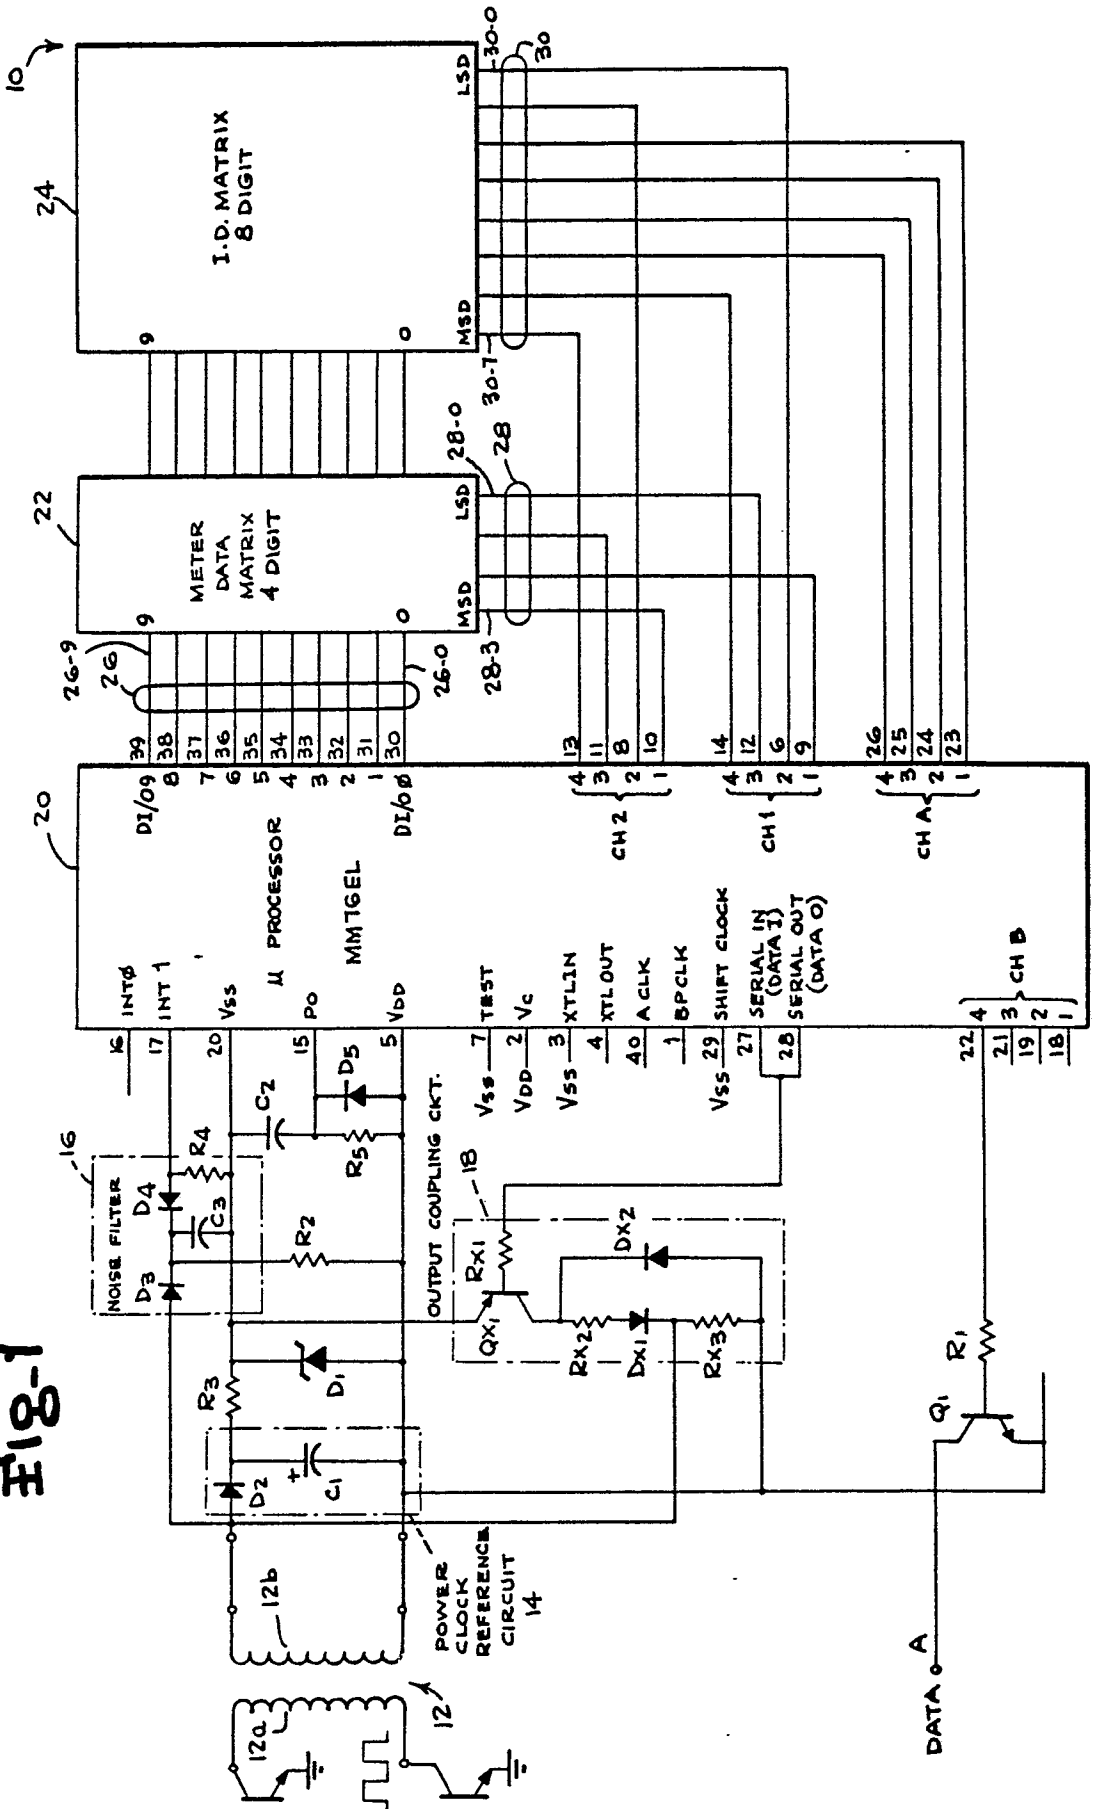 Fig-1
10
24
I.D. MATRIX
8 DIGIT
9
0
MSD
LSD
30-0
30
30-7
22
METER
DATA
MATRIX
4 DIGIT
9
0
MSD
LSD
28-0
28
28-3
26-9
26
26-0
39
38
37
36
35
34
33
32
31
30
DI/O9
8
7
6
5
4
3
2
1
DI/OØ
20
µ PROCESSOR
MM76EL
13
11
8
10
4
3
2
1
CH 2
14
12
6
9
4
3
2
1
CH 1
26
25
24
23
4
3
2
1
CH A
16 INTØ
17 INT 1
20 VSS
15 PO
5 VDD
VSS 7 TEST
VDD 2 VC
VSS 3 XTLIN
4 XTLOUT
40 A CLK
1 BPCLK
VSS 29 SHIFT CLOCK
27 SERIAL IN
(DATA I)
28 SERIAL OUT
(DATA O)
22 4
21 3
19 2
18 1
CH B
16
NOISE FILTER
D3
D4
C3
R4
R2
C2
R5
D5
OUTPUT COUPLING CKT.
18
RX1
QX1
DX2
RX2
DX1
RX3
R3
D1
D2
+
C1
POWER
CLOCK
REFERENCE
CIRCUIT
14
12b
12a
12
R1
Q1
DATA
A